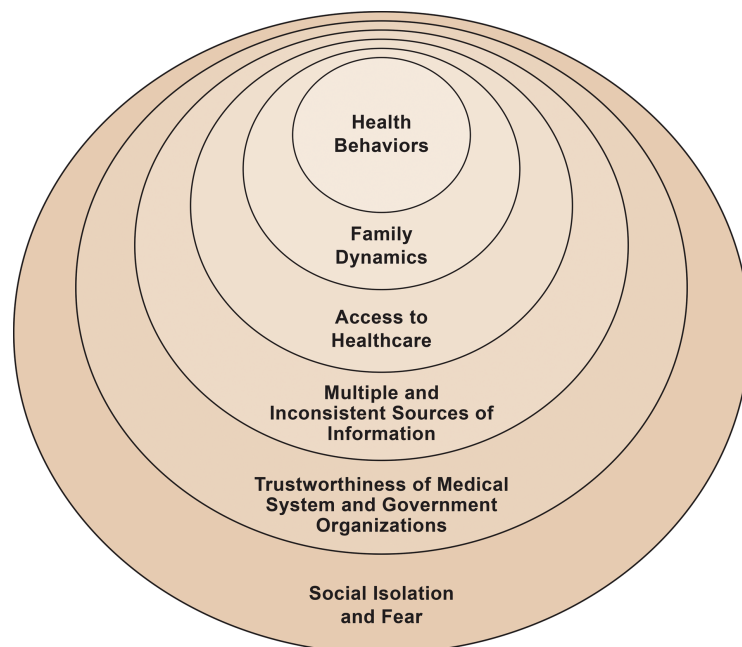 Health
Behaviors
Family
Dynamics
Access to
Healthcare
Multiple and
Inconsistent Sources of
Information
Trustworthiness of Medical
System and Government
Organizations
Social Isolation
and Fear